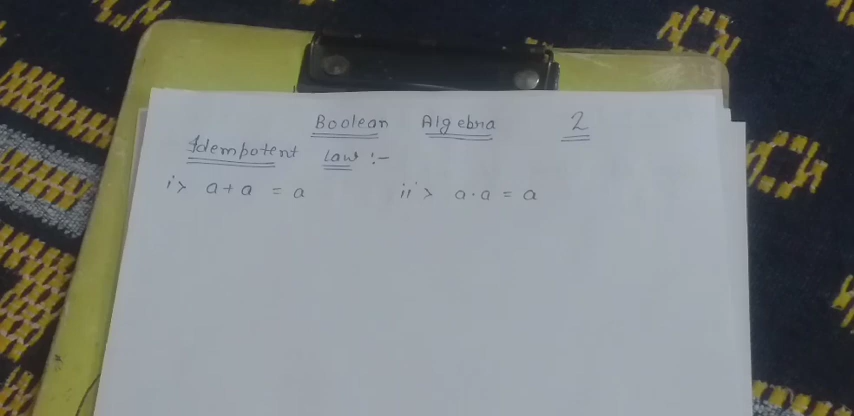 Boolean Algebra 2
Idempotent Law :-
i> a + a = a ii> a · a = a